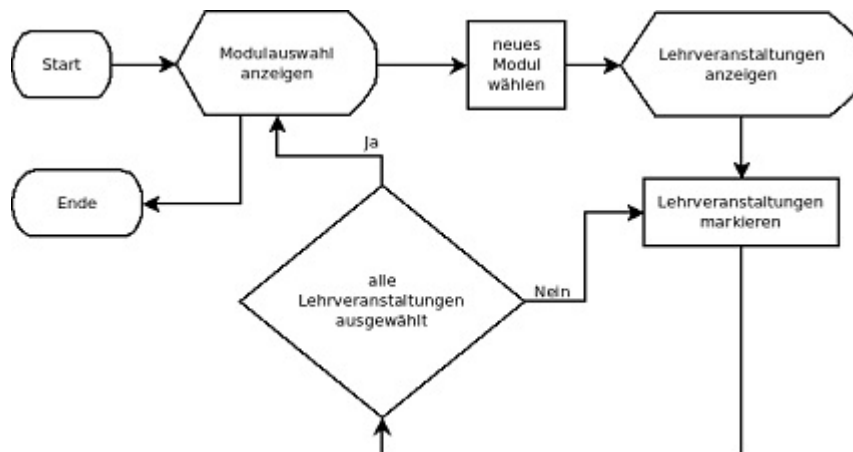 Start
Modulauswahl
anzeigen
neues
Modul
wählen
Lehrveranstaltungen
anzeigen
Ja
Ende
Lehrveranstaltungen
markieren
alle
Lehrveranstaltungen
ausgewählt
Nein